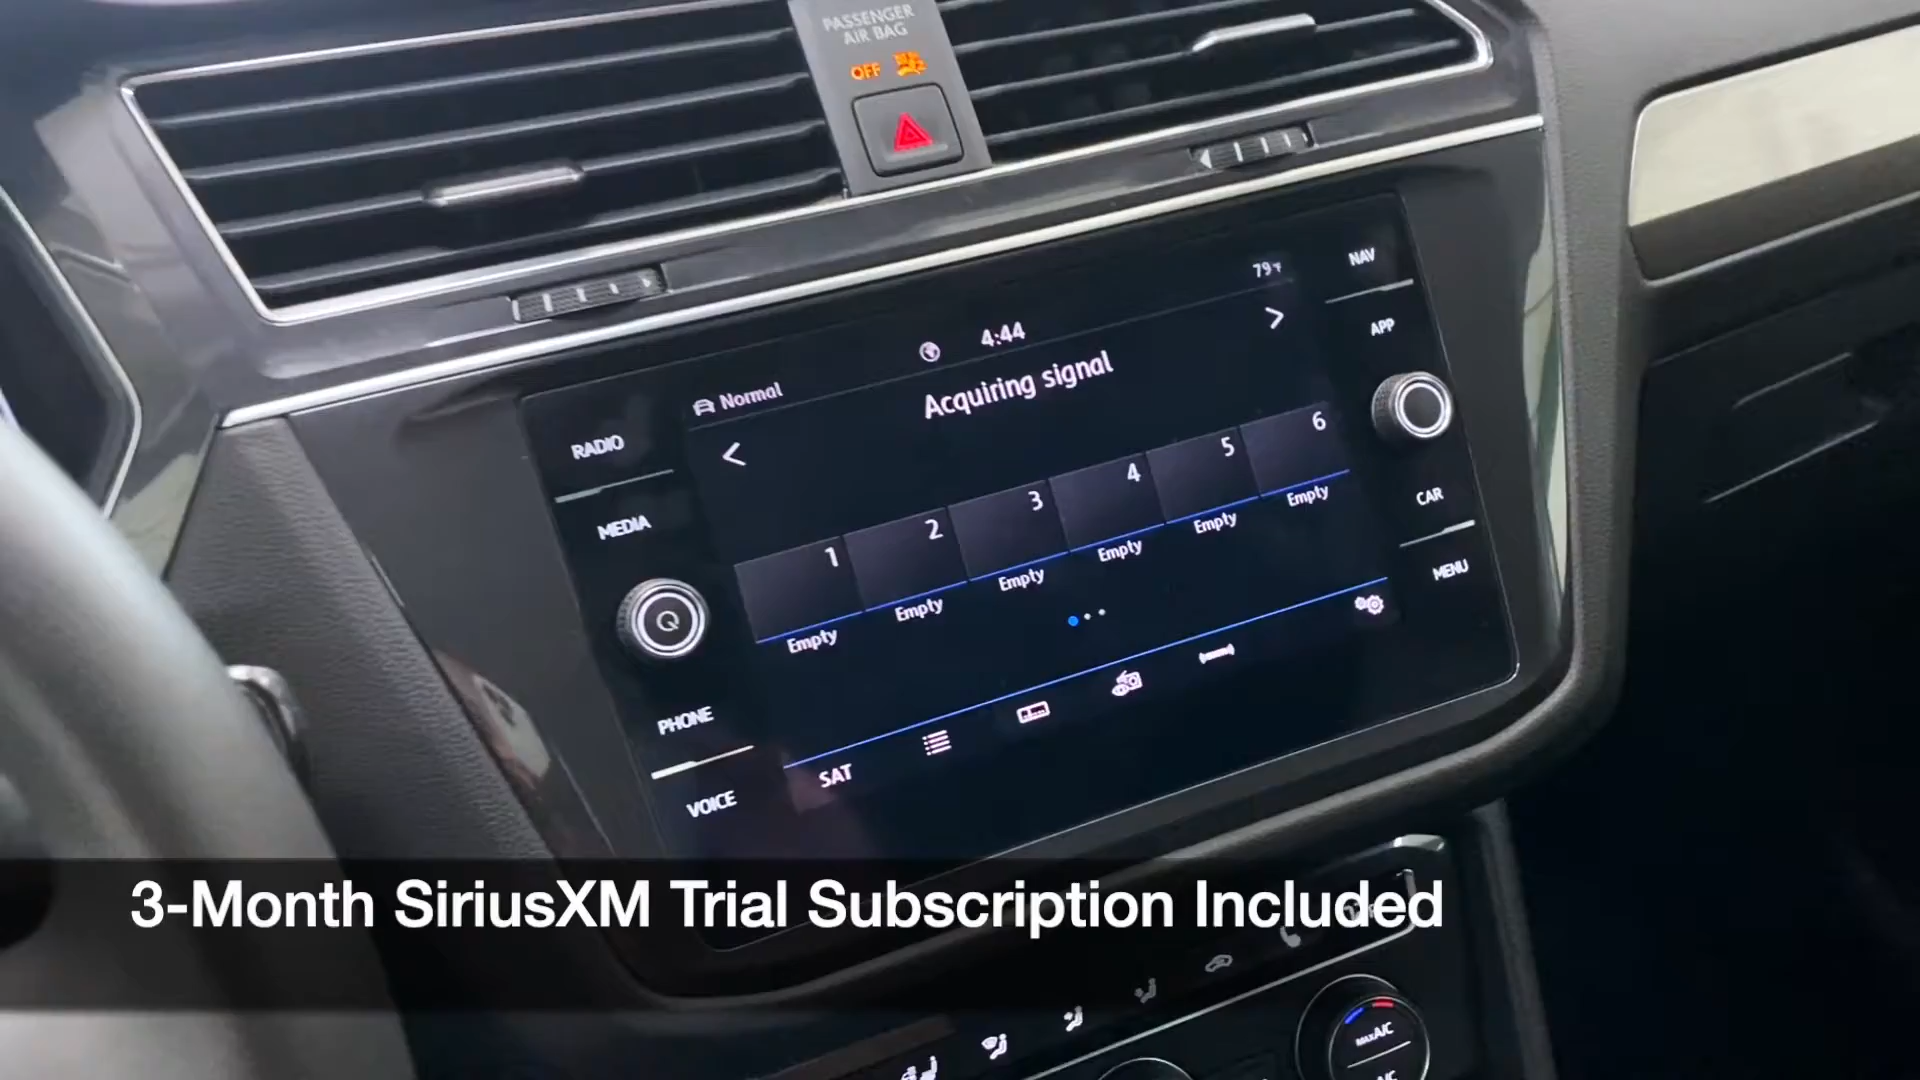 PASSENGER
AIR BAG
OFF
79°F
NAV
4:44
APP
Normal
Acquiring signal
RADIO
1 2 3 4 5 6
Empty Empty Empty Empty Empty Empty
MEDIA
CAR
MENU
PHONE
SAT
VOICE
3-Month SiriusXM Trial Subscription Included
MAX A/C
A/C